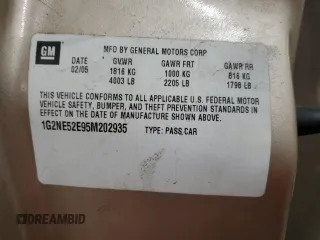 GM
MFD BY GENERAL MOTORS CORP
DATE GVWR GAWR FRT GAWR RR
02/05 1816 KG 1000 KG 816 KG
4003 LB 2205 LB 1798 LB
THIS VEHICLE CONFORMS TO ALL APPLICABLE U.S. FEDERAL MOTOR
VEHICLE SAFETY, BUMPER, AND THEFT PREVENTION STANDARDS IN
EFFECT ON THE DATE OF MANUFACTURE SHOWN ABOVE.
1G2NE52E95M202935 TYPE: PASS CAR
DREAMBID